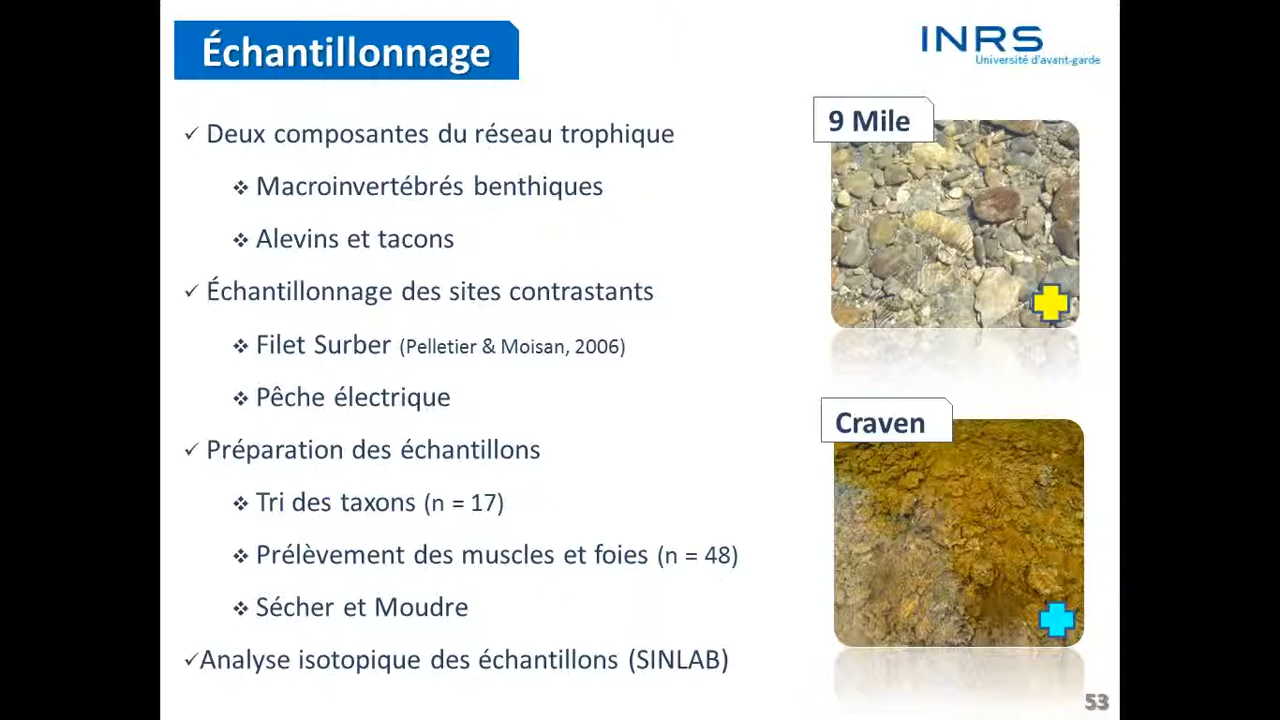 Échantillonnage
INRS
Université d'avant-garde
Deux composantes du réseau trophique
Macroinvertébrés benthiques
Alevins et tacons
Échantillonnage des sites contrastants
Filet Surber (Pelletier & Moisan, 2006)
Pêche électrique
Préparation des échantillons
Tri des taxons (n = 17)
Prélèvement des muscles et foies (n = 48)
Sécher et Moudre
Analyse isotopique des échantillons (SINLAB)
9 Mile
Craven
53